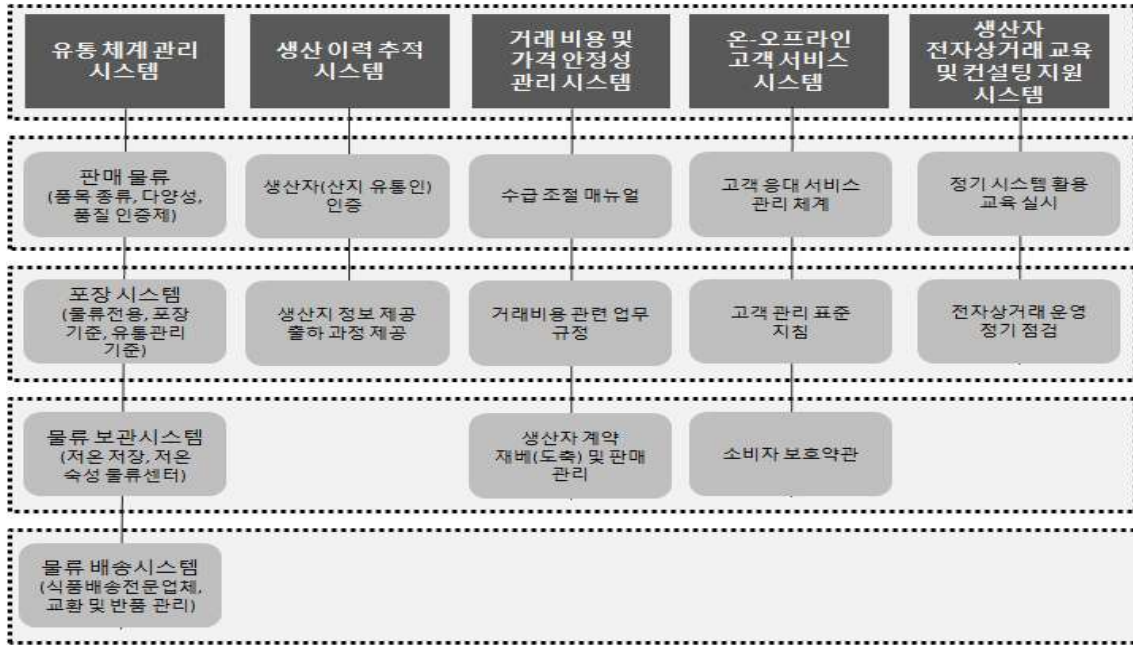 유통 체계 관리
시스템
생산 이력 추적
시스템
거래 비용 및
가격 안정성
관리 시스템
온-오프라인
고객 서비스
시스템
생산자
전자상거래 교육
및 컨설팅 지원
시스템
판매 물류
(품목 종류, 다양성,
품질 인증제)
생산자(산지 유통인)
인증
수급 조절 매뉴얼
고객 응대 서비스
관리 체계
정기 시스템 활용
교육 실시
포장 시스템
(물류전용, 포장
기준, 유통관리
기준)
생산지 정보 제공
출하 과정 제공
거래비용 관련 업무
규정
고객 관리 표준
지침
전자상거래 운영
정기 점검
물류 보관시스템
(저온 저장, 저온
숙성 물류센터)
생산자 계약
재베(도축) 및 판매
관리
소비자 보호약관
물류 배송시스템
(식품배송전문업체,
교환 및 반품 관리)